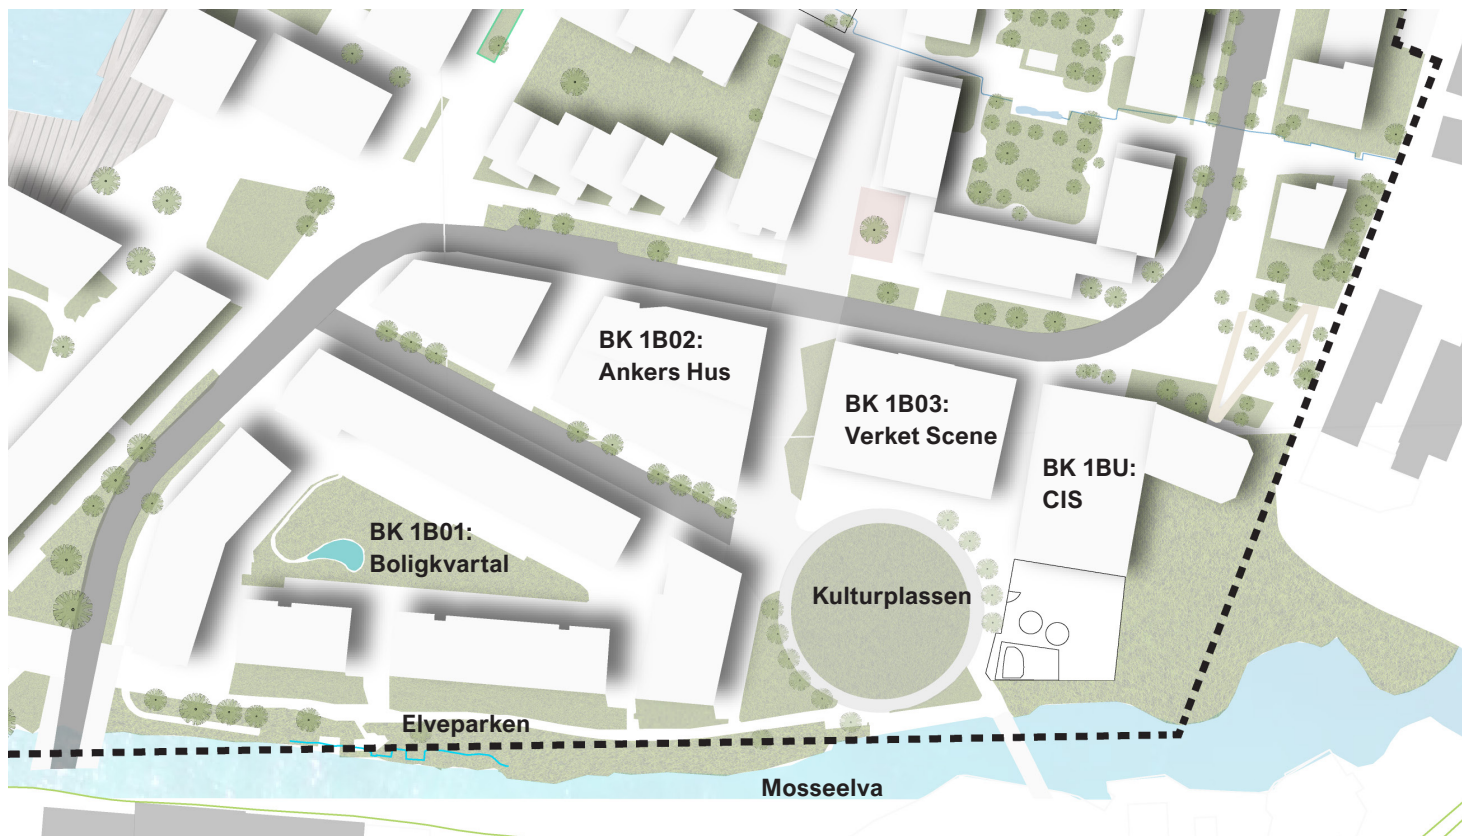 BK 1B02:
Ankers Hus
BK 1B03:
Verket Scene
BK 1BU:
CIS
BK 1B01:
Boligkvartal
Kulturplassen
Elveparken
Mosseelva